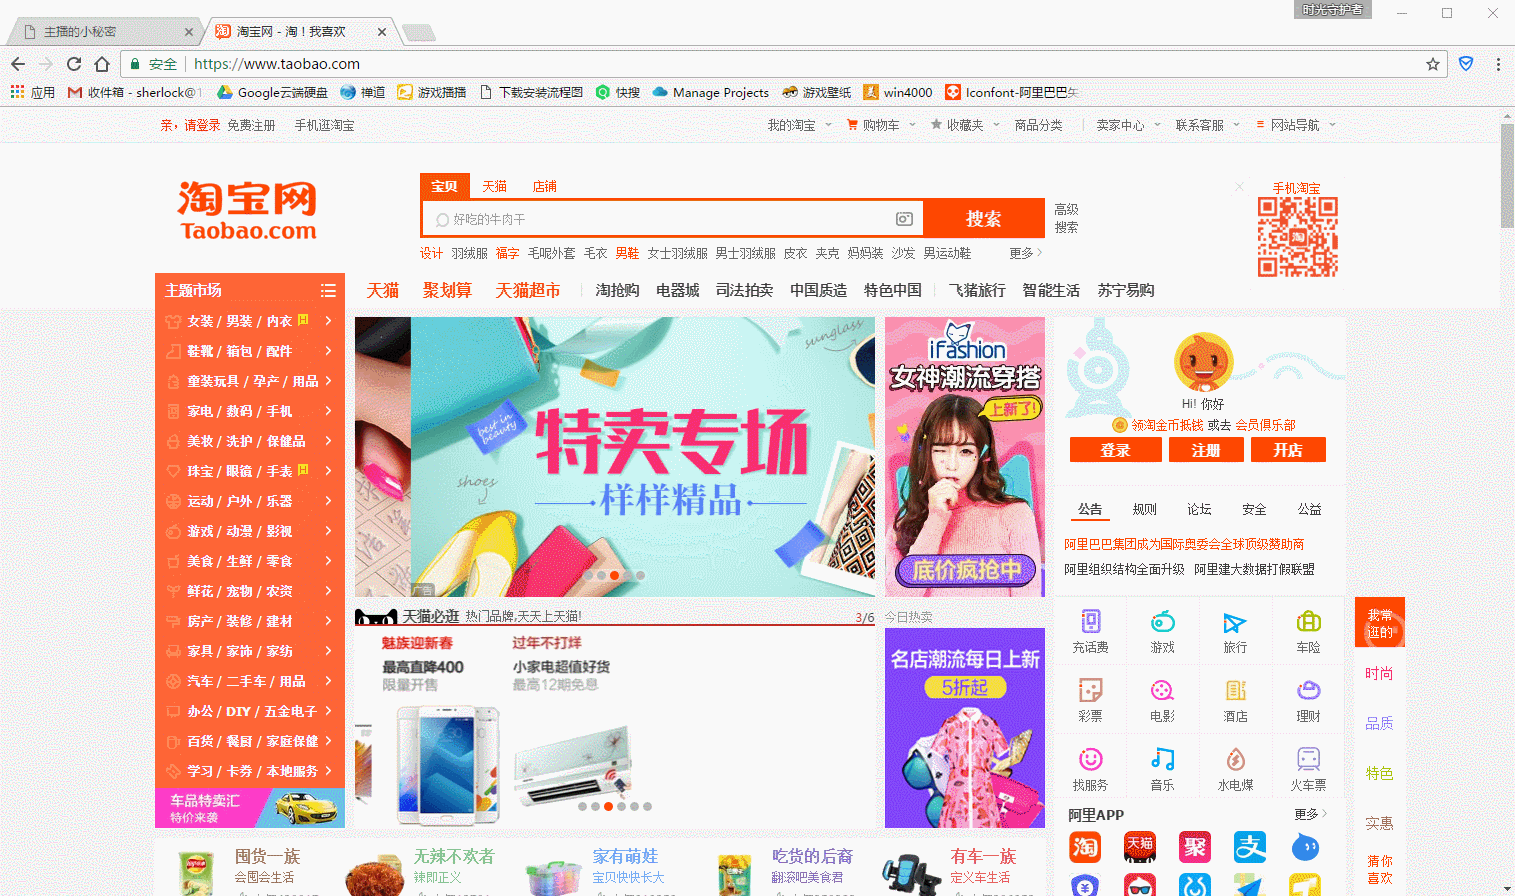 时光守护者
主播的小秘密
淘宝网 - 淘！我喜欢
安全 https://www.taobao.com
应用 收件箱 - sherlock@1 Google云端硬盘 禅道 游戏播播 下载安装流程图 快搜 Manage Projects 游戏壁纸 win4000 Iconfont-阿里巴巴矢
亲，请登录 免费注册 手机逛淘宝 我的淘宝 购物车 收藏夹 商品分类 卖家中心 联系客服 网站导航
淘宝网
Taobao.com
宝贝 天猫 店铺
好吃的牛肉干
搜索
高级
搜索
设计 羽绒服 福字 毛呢外套 毛衣 男鞋 女士羽绒服 男士羽绒服 皮衣 夹克 妈妈装 沙发 男运动鞋 更多
手机淘宝
淘
主题市场
天猫 聚划算 天猫超市 淘抢购 电器城 司法拍卖 中国质造 特色中国 飞猪旅行 智能生活 苏宁易购
女装 / 男装 / 内衣 H
鞋靴 / 箱包 / 配件
童装玩具 / 孕产 / 用品
家电 / 数码 / 手机
美妆 / 洗护 / 保健品
珠宝 / 眼镜 / 手表 H
运动 / 户外 / 乐器
游戏 / 动漫 / 影视
美食 / 生鲜 / 零食
鲜花 / 宠物 / 农资
房产 / 装修 / 建材
家具 / 家饰 / 家纺
汽车 / 二手车 / 用品
办公 / DIY / 五金电子
百货 / 餐厨 / 家庭保健
学习 / 卡券 / 本地服务
车品特卖汇
特价来袭
sunglass
best in
beauty
shoes
特卖专场
样样精品
广告
iFashion
女神潮流穿搭
上新了!
底价疯抢中
Hi! 你好
领淘金币抵钱 或去 会员俱乐部
登录 注册 开店
公告 规则 论坛 安全 公益
阿里巴巴集团成为国际奥委会全球顶级赞助商
阿里组织结构全面升级 阿里建大数据打假联盟
天猫必逛 热门品牌,天天上天猫! 3/6
魅族迎新春
最高直降400
限量开售
过年不打烊
小家电超值好货
最高12期免息
今日热卖
名店潮流每日上新
5折起
充话费 游戏 旅行 车险
彩票 电影 酒店 理财
找服务 音乐 水电煤 火车票
阿里APP 更多
淘 天猫 聚 支
我常
逛的
时尚
品质
特色
实惠
猜你
喜欢
囤货一族
会囤会生活
无辣不欢者
辣即正义
家有萌娃
宝贝快快长大
吃货的后裔
翻滚吧美食君
有车一族
定义车生活